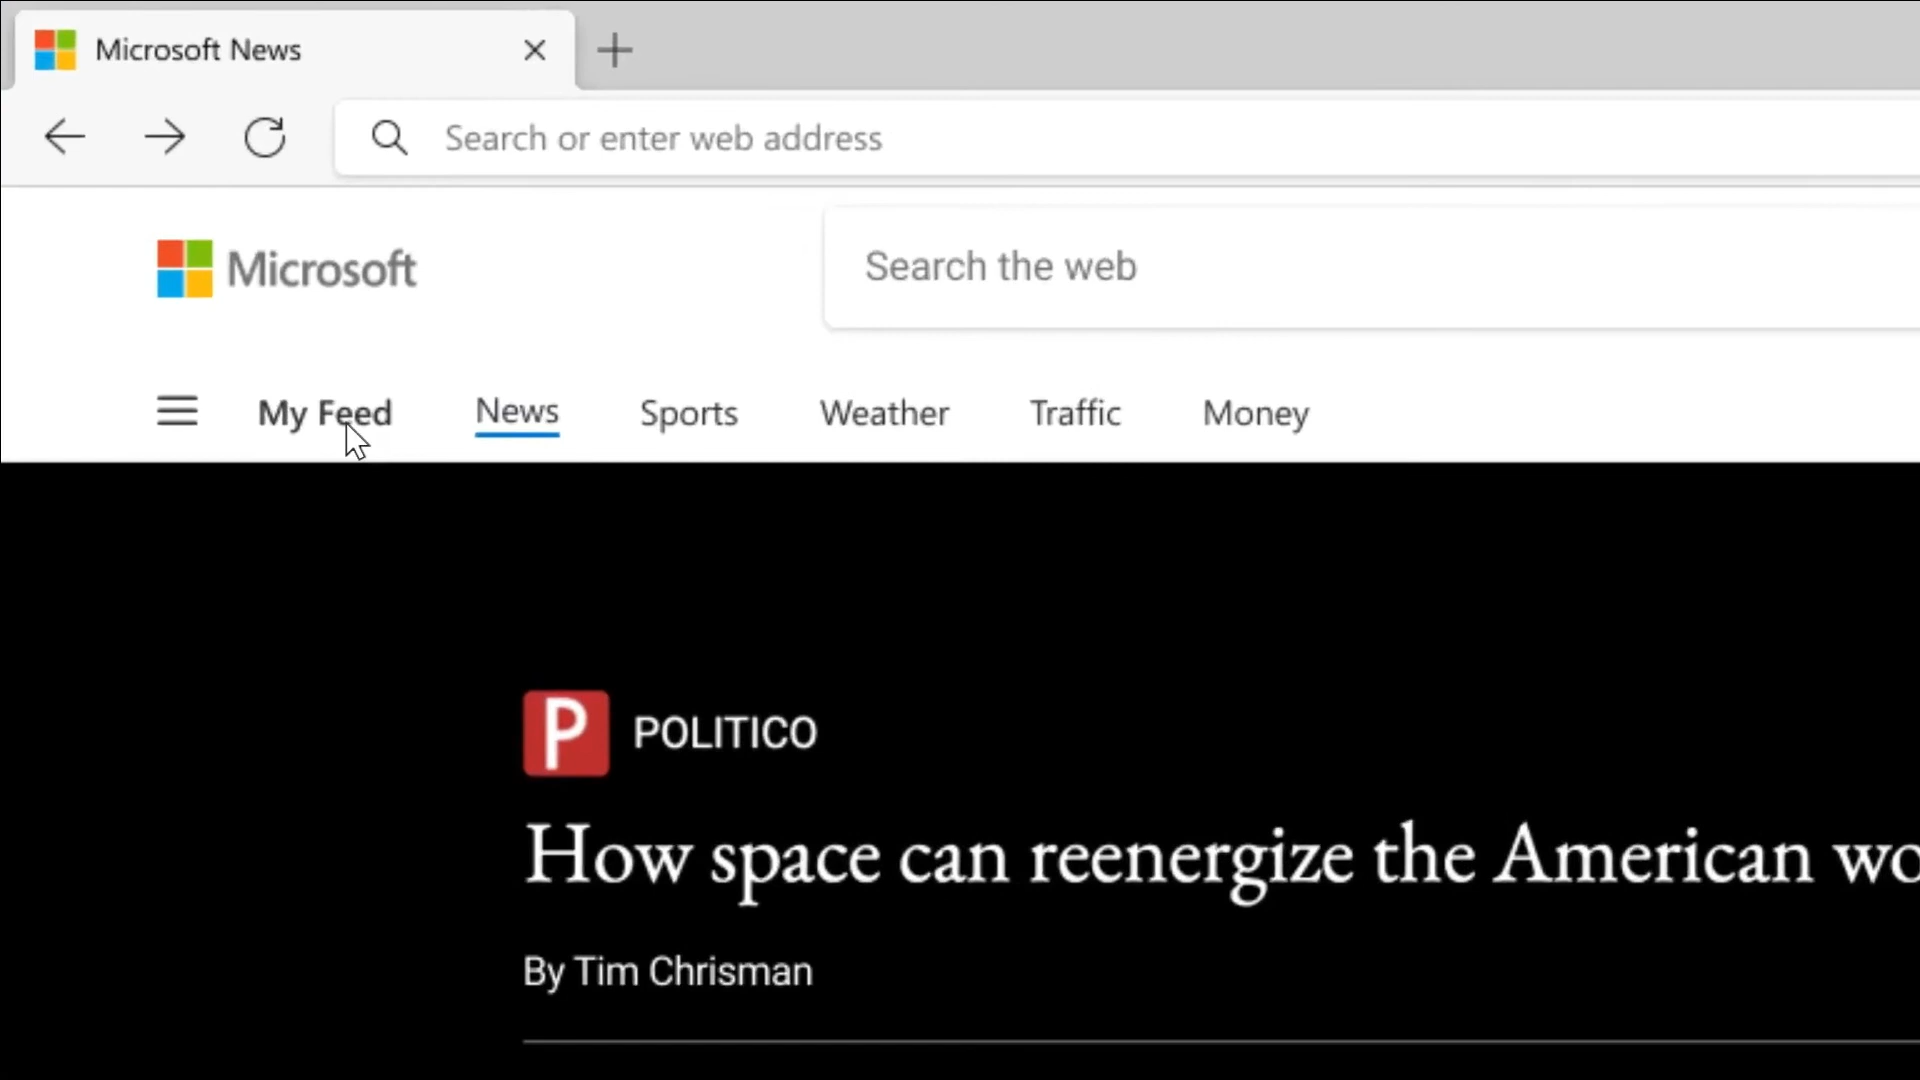 Microsoft News
Search or enter web address
Microsoft
Search the web
My Feed News Sports Weather Traffic Money
P POLITICO
How space can reenergize the American
By Tim Chrisman